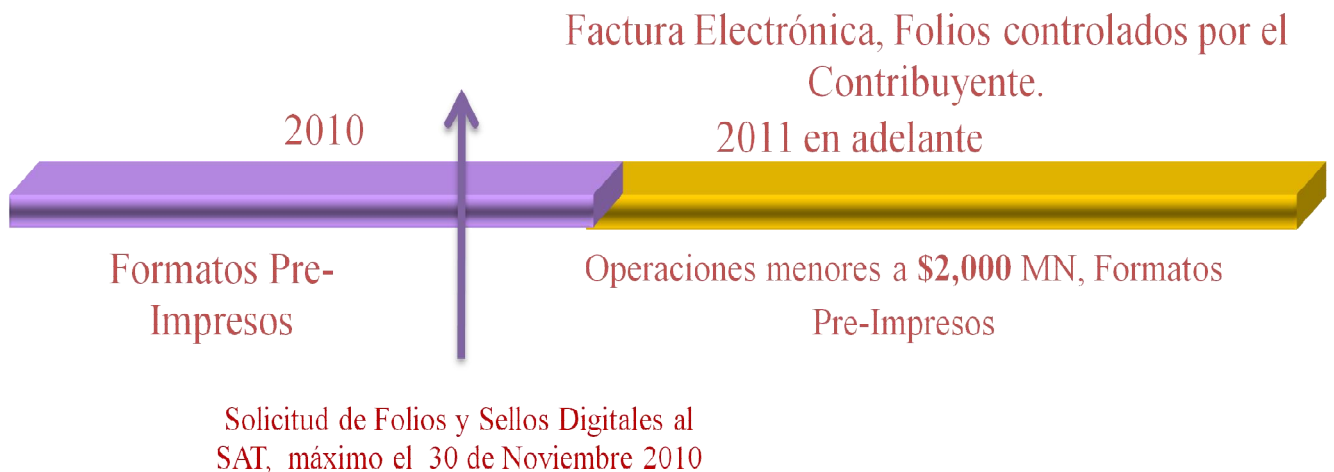 Factura Electrónica, Folios controlados por el
Contribuyente.
2010
2011 en adelante
Formatos Pre-
Impresos
Operaciones menores a $2,000 MN, Formatos
Pre-Impresos
Solicitud de Folios y Sellos Digitales al
SAT, máximo el 30 de Noviembre 2010